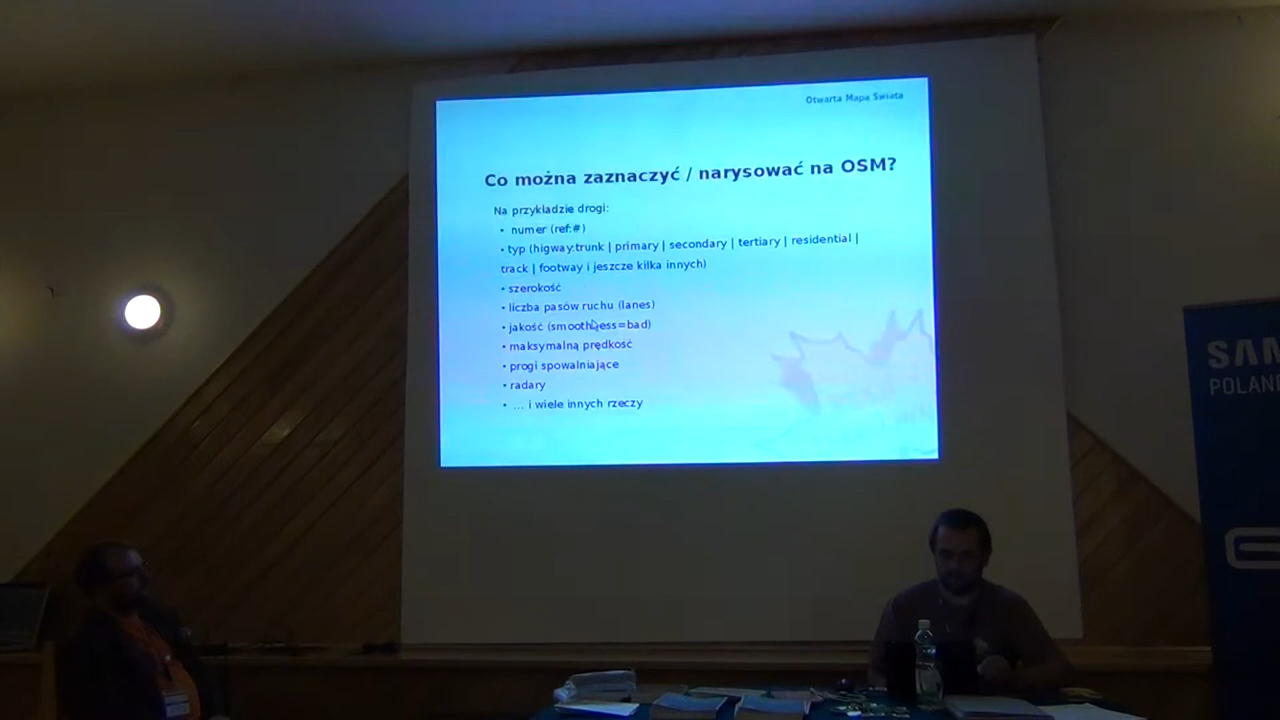 Otwarta Mapa Świata
Co można zaznaczyć / narysować na OSM?
Na przykładzie drogi:
• numer (ref:#)
• typ (higway:trunk | primary | secondary | tertiary | residential |
track | footway i jeszcze kilka innych)
• szerokość
• liczba pasów ruchu (lanes)
• jakość (smoothness=bad)
• maksymalną prędkość
• progi spowalniające
• radary
• ... i wiele innych rzeczy
SAM
POLAN